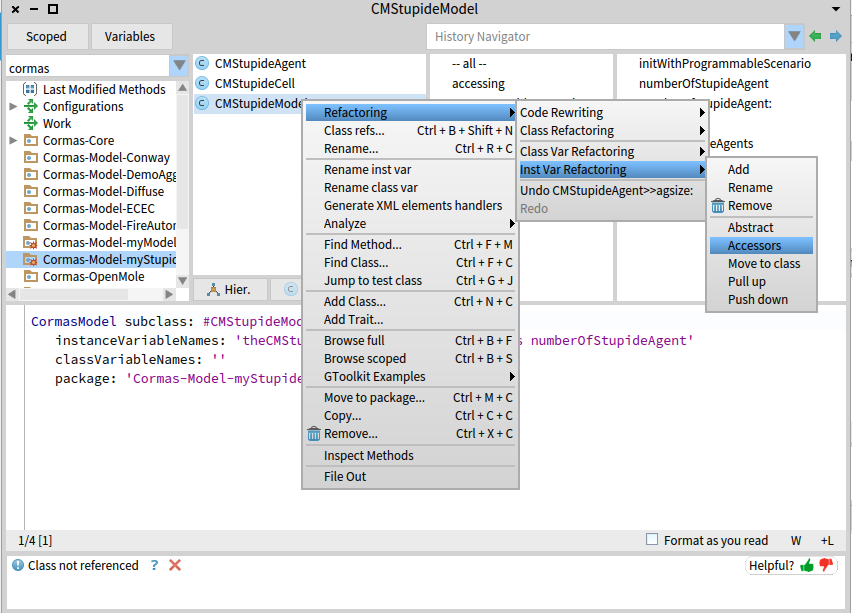 CMStupideModel
Scoped
Variables
History Navigator
cormas
Last Modified Methods
Configurations
Work
Cormas-Core
Cormas-Model-Conway
Cormas-Model-DemoAgg
Cormas-Model-Diffuse
Cormas-Model-ECEC
Cormas-Model-FireAutor
Cormas-Model-myModel
Cormas-Model-myStupid
Cormas-OpenMole
CMStupideAgent
CMStupideCell
CMStupideMode
Hier.
C
-- all --
accessing
initWithProgrammableScenario
numberOfStupideAgent
Agent:
eAgents
Refactoring
Class refs... Ctrl + B + Shift + N
Rename... Ctrl + R + C
Rename inst var
Rename class var
Generate XML elements handlers
Analyze
Find Method... Ctrl + F + M
Find Class... Ctrl + F + C
Jump to test class Ctrl + G + J
Add Class... Ctrl + N + C
Add Trait...
Browse full Ctrl + B + F
Browse scoped Ctrl + B + S
GToolkit Examples
Move to package... Ctrl + M + C
Copy... Ctrl + C + C
Remove... Ctrl + X + C
Inspect Methods
File Out
Code Rewriting
Class Refactoring
Class Var Refactoring
Inst Var Refactoring
Undo CMStupideAgent>>agsize:
Redo
Add
Rename
Remove
Abstract
Accessors
Move to class
Pull up
Push down
CormasModel subclass: #CMStupideMod
instanceVariableNames: 'theCMStu s numberOfStupideAgent'
classVariableNames: ''
package: 'Cormas-Model-myStupide
1/4 [1]
Format as you read W +L
Class not referenced ?
Helpful?